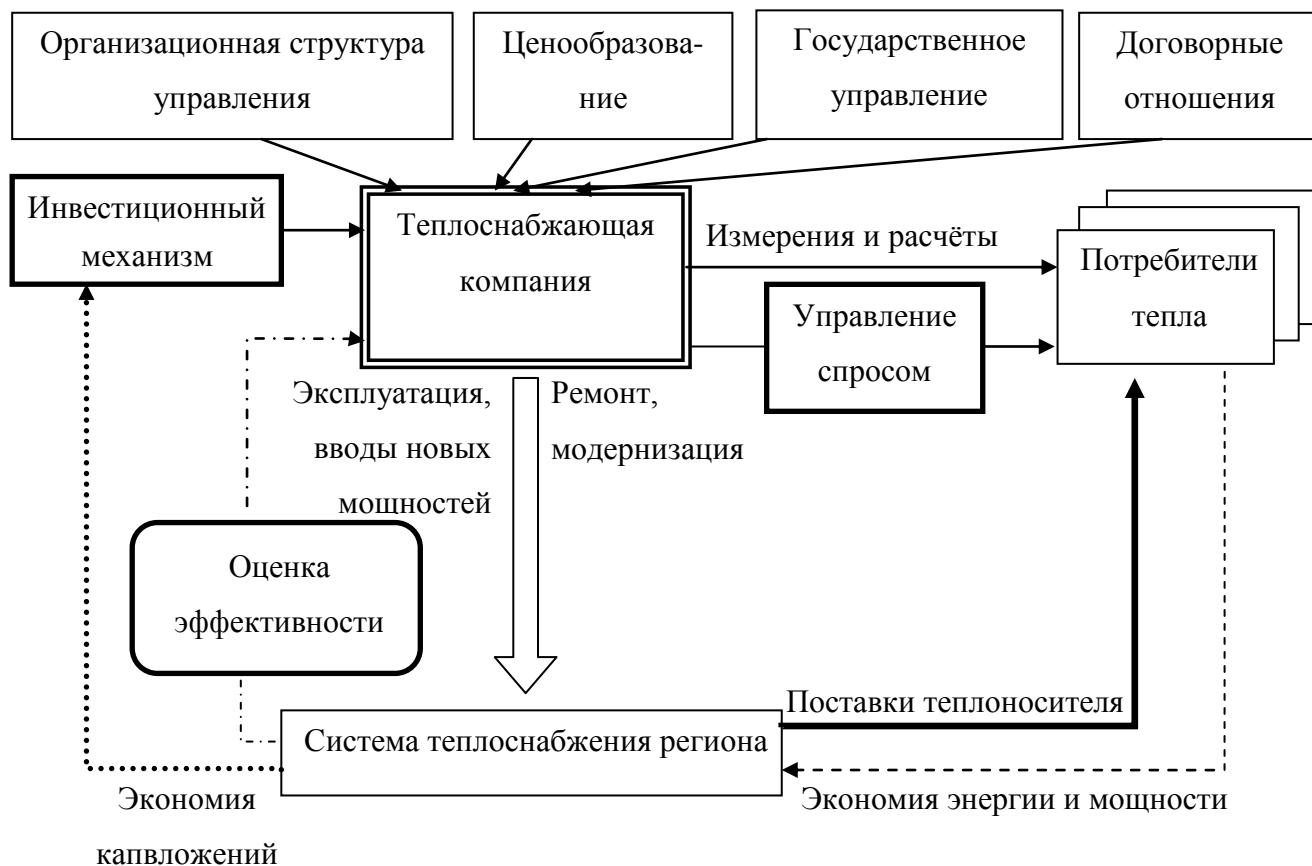 Организационная структура
управления
Ценообразова-
ние
Государственное
управление
Договорные
отношения
Инвестиционный
механизм
Теплоснабжающая
компания
Измерения и расчёты
Потребители
тепла
Управление
спросом
Эксплуатация,
вводы новых
мощностей
Ремонт,
модернизация
Оценка
эффективности
Поставки теплоносителя
Система теплоснабжения региона
Экономия
капвложений
Экономия энергии и мощности